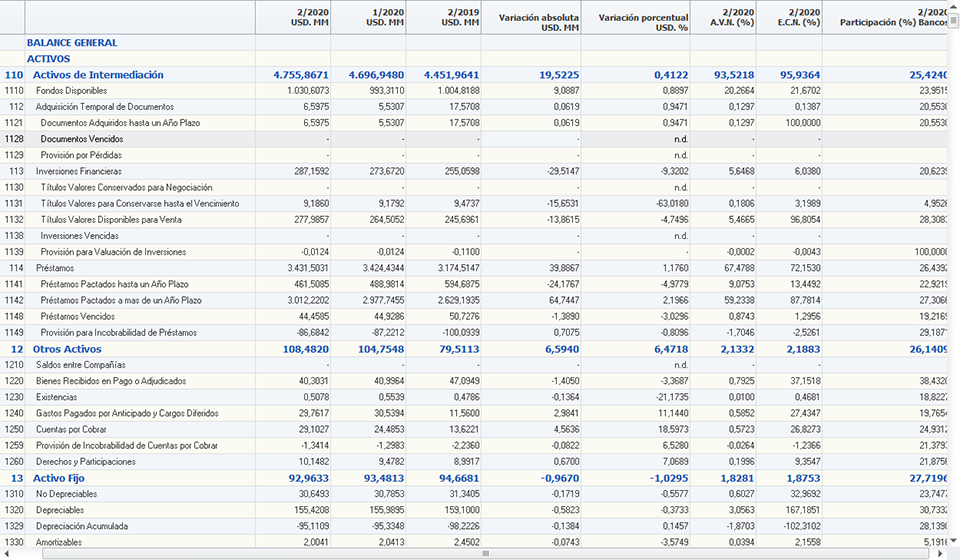 2/2020 1/2020 2/2019 Variación absoluta Variación porcentual 2/2020 2/2020 2/2020
USD. MM USD. MM USD. MM USD. MM USD. % A.V.N. (%) E.C.N. (%) Participación (%) Bancos
BALANCE GENERAL
ACTIVOS
110 Activos de Intermediación 4.755,8671 4.696,9480 4.451,9641 19,5225 0,4122 93,5218 95,9364 25,4240
1110 Fondos Disponibles 1.030,6073 993,3110 1.004,8188 9,0887 0,8897 20,2664 21,6702 23,9515
112 Adquisición Temporal de Documentos 6,5975 5,5307 17,5708 0,0619 0,9471 0,1297 0,1387 20,5530
1121 Documentos Adquiridos hasta un Año Plazo 6,5975 5,5307 17,5708 0,0619 0,9471 0,1297 100,0000 20,5530
1128 Documentos Vencidos - - - - n.d. - - -
1129 Provisión por Pérdidas - - - - n.d. - - -
113 Inversiones Financieras 287,1592 273,6720 255,0598 -29,5147 -9,3202 5,6468 6,0380 20,6239
1130 Títulos Valores Conservados para Negociación - - - - n.d. - - -
1131 Títulos Valores para Conservarse hasta el Vencimiento 9,1860 9,1792 9,4737 -15,6531 -63,0180 0,1806 3,1989 4,9526
1132 Títulos Valores Disponibles para Venta 277,9857 264,5052 245,6961 -13,8615 -4,7496 5,4665 96,8054 28,3083
1138 Inversiones Vencidas - - - - n.d. - - -
1139 Provisión para Valuación de Inversiones -0,0124 -0,0124 -0,1100 - - -0,0002 -0,0043 100,0000
114 Préstamos 3.431,5031 3.424,4344 3.174,5147 39,8867 1,1760 67,4788 72,1530 26,4392
1141 Préstamos Pactados hasta un Año Plazo 461,5085 488,9814 594,6875 -24,1767 -4,9779 9,0753 13,4492 22,9219
1142 Préstamos Pactados a mas de un Año Plazo 3.012,2202 2.977,7455 2.629,1935 64,7447 2,1966 59,2338 87,7814 27,3066
1148 Préstamos Vencidos 44,4585 44,9286 50,7276 -1,3890 -3,0296 0,8743 1,2956 19,2169
1149 Provisión para Incobrabilidad de Préstamos -86,6842 -87,2212 -100,0939 0,7075 -0,8096 -1,7046 -2,5261 29,1871
12 Otros Activos 108,4820 104,7548 79,5113 6,5940 6,4718 2,1332 2,1883 26,1409
1210 Saldos entre Compañías - - - - n.d. - - -
1220 Bienes Recibidos en Pago o Adjudicados 40,3031 40,9964 47,0949 -1,4050 -3,3687 0,7925 37,1518 38,4320
1230 Existencias 0,5078 0,5539 0,4786 -0,1364 -21,1735 0,0100 0,4681 18,8227
1240 Gastos Pagados por Anticipado y Cargos Diferidos 29,7617 30,5394 11,5600 2,9841 11,1440 0,5852 27,4347 19,7654
1250 Cuentas por Cobrar 29,1027 24,4853 13,6221 4,5636 18,5973 0,5723 26,8273 24,9312
1259 Provisión de Incobrabilidad de Cuentas por Cobrar -1,3414 -1,2983 -2,2360 -0,0822 6,5280 -0,0264 -1,2366 21,3793
1260 Derechos y Participaciones 10,1482 9,4782 8,9917 0,6700 7,0689 0,1996 9,3547 21,8756
13 Activo Fijo 92,9633 93,4813 94,6681 -0,9670 -1,0295 1,8281 1,8753 27,7196
1310 No Depreciables 30,6493 30,7853 31,3405 -0,1719 -0,5577 0,6027 32,9692 23,7477
1320 Depreciables 155,4208 155,9895 159,1000 -0,5823 -0,3733 3,0563 167,1851 30,7332
1329 Depreciación Acumulada -95,1109 -95,3348 -98,2226 -0,1384 0,1457 -1,8703 -102,3102 28,1390
1330 Amortizables 2,0041 2,0413 2,4502 -0,0743 -3,5749 0,0394 2,1558 5,1916